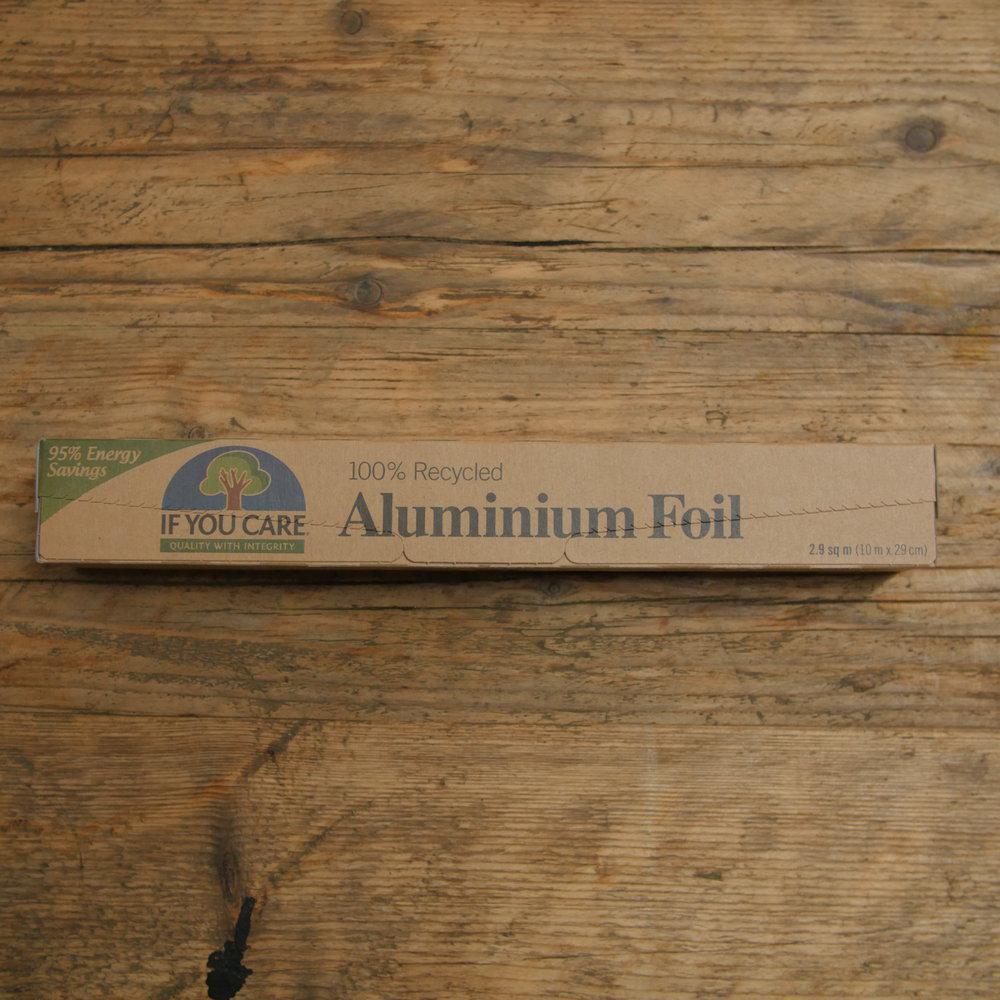 95% Energy
Savings
IF YOU CARE
QUALITY WITH INTEGRITY
100% Recycled
Aluminium Foil
2.9 sq m (10 m x 29 cm)